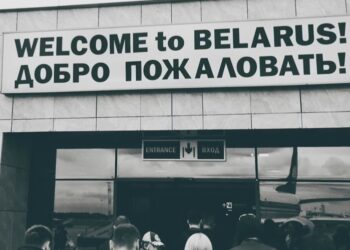 WELCOME to BELARUS!
ДОБРО ПОЖАЛОВАТЬ!
ENTRANCE ВХОД